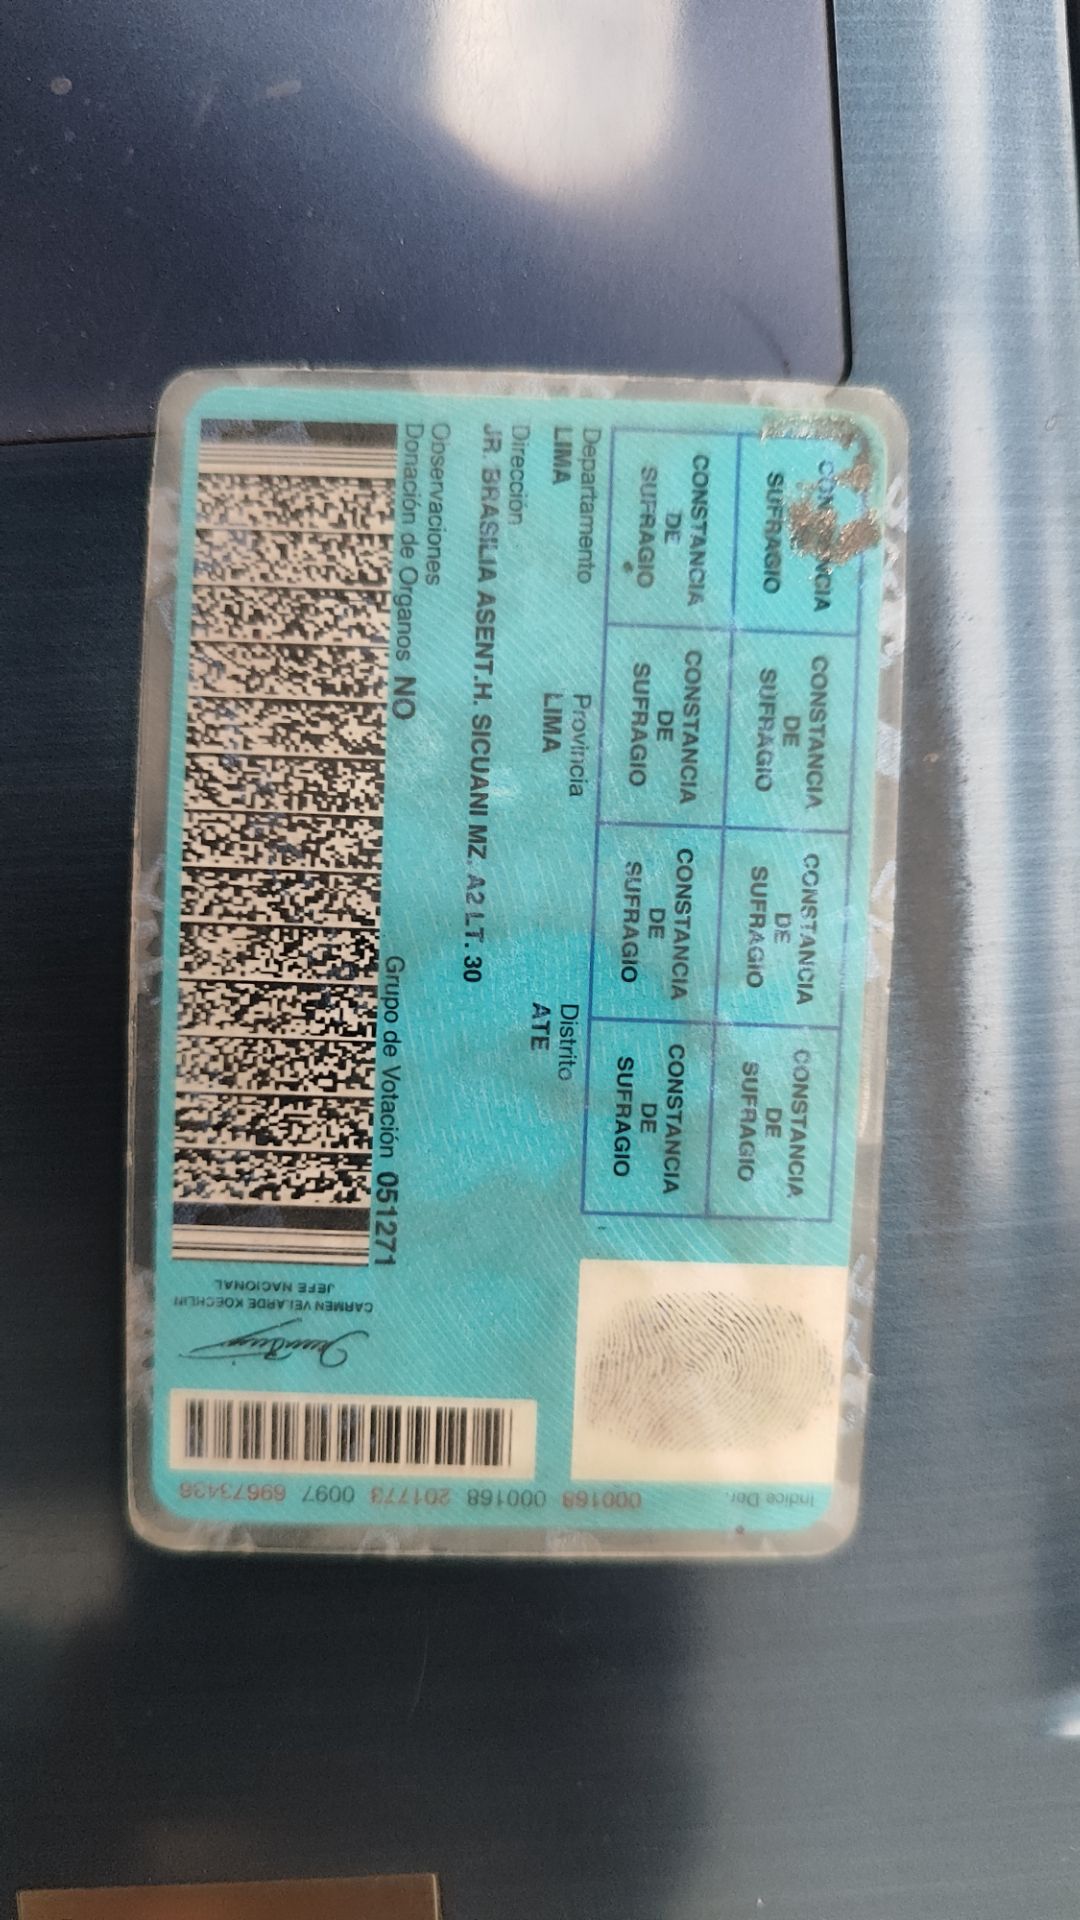 CONSTANCIA CONSTANCIA CONSTANCIA
DE DE DE
SUFRAGIO SUFRAGIO SUFRAGIO SUFRAGIO
CONSTANCIA CONSTANCIA CONSTANCIA CONSTANCIA
DE DE DE DE
SUFRAGIO SUFRAGIO SUFRAGIO SUFRAGIO
Departamento Provincia Distrito
LIMA LIMA ATE
Dirección
JR. BRASILIA ASENT.H. SICUANI MZ. A2 LT. 30
Observaciones
Donación de Organos NO Grupo de Votación 051271
Indice Der.
000168 000168 201773 0097 69673436
CARMEN VELARDE KOECHLIN
JEFE NACIONAL